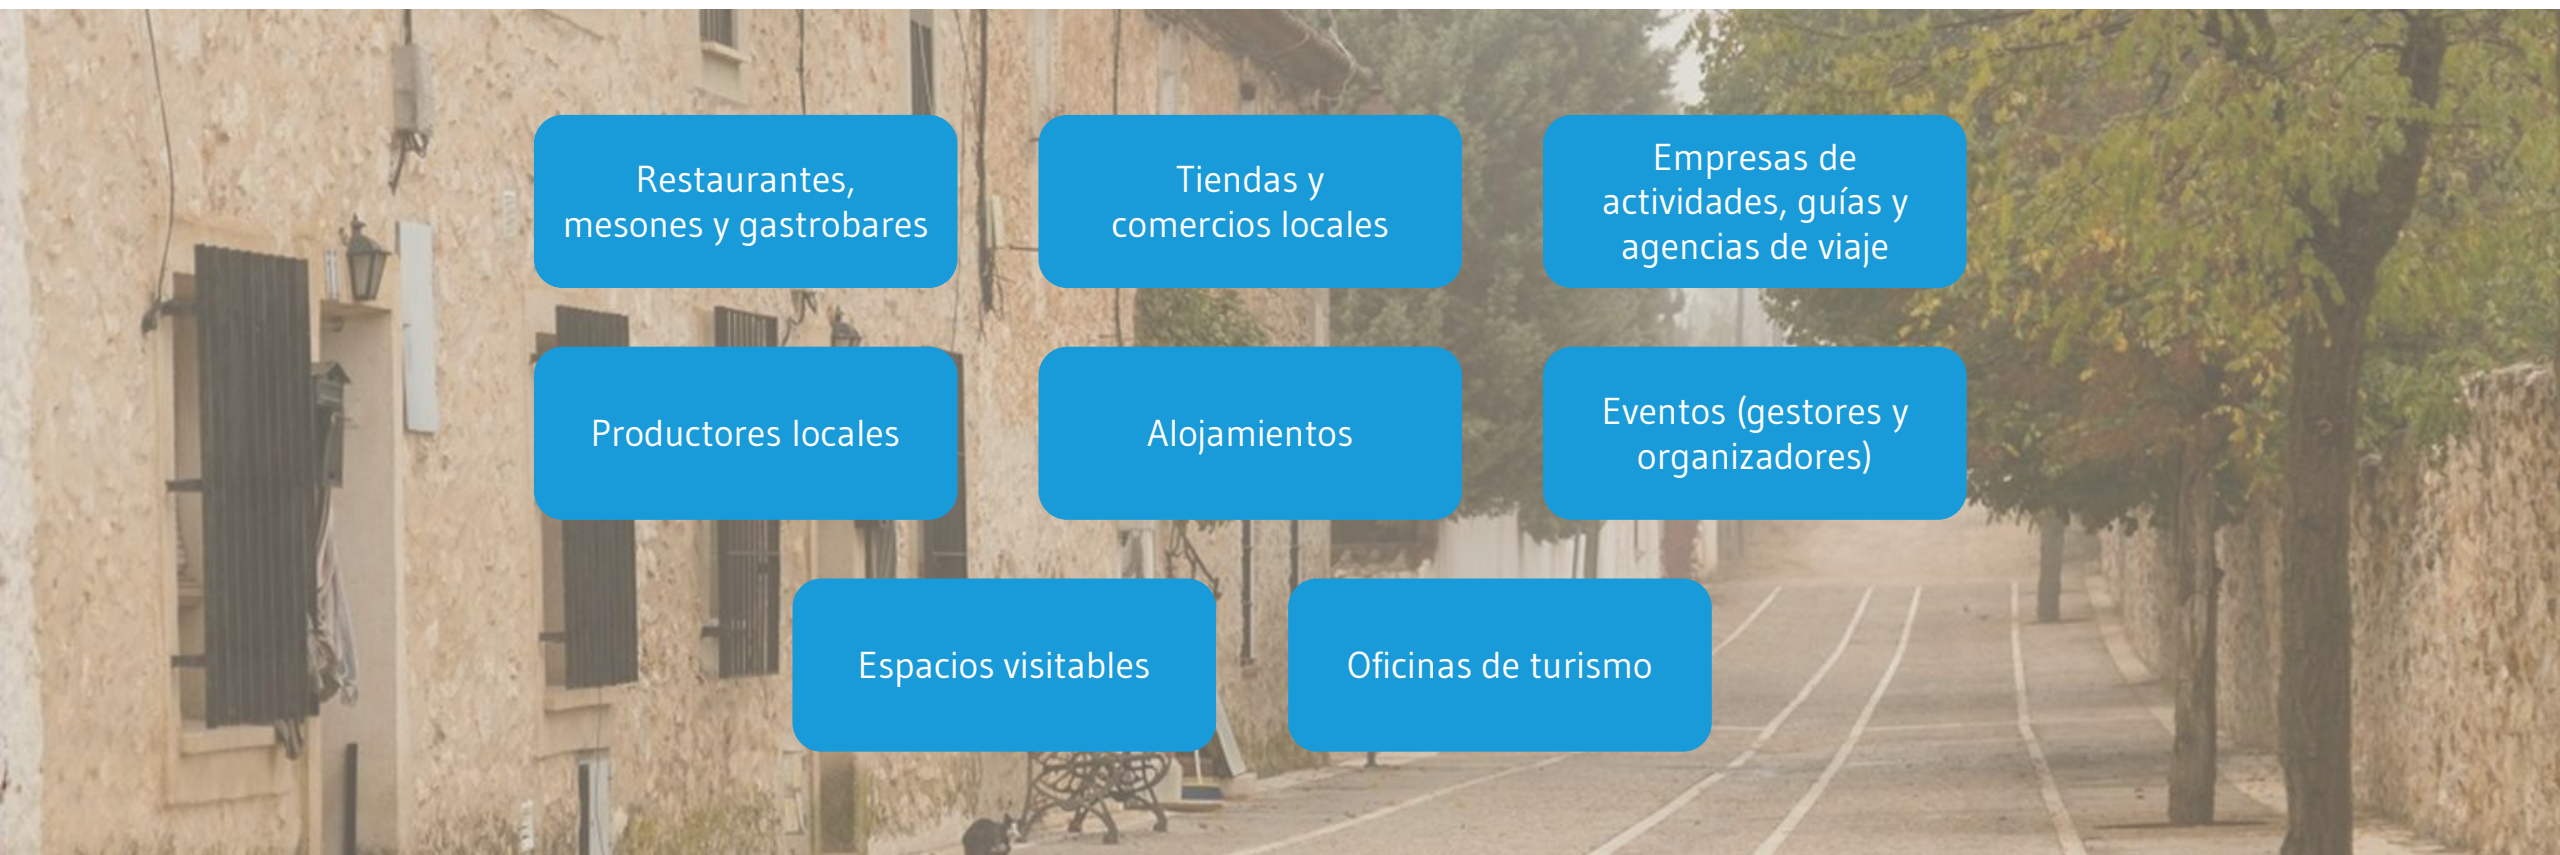 Restaurantes,
mesones y gastrobares
Tiendas y
comercios locales
Empresas de
actividades, guías y
agencias de viaje
Productores locales
Alojamientos
Eventos (gestores y
organizadores)
Espacios visitables
Oficinas de turismo